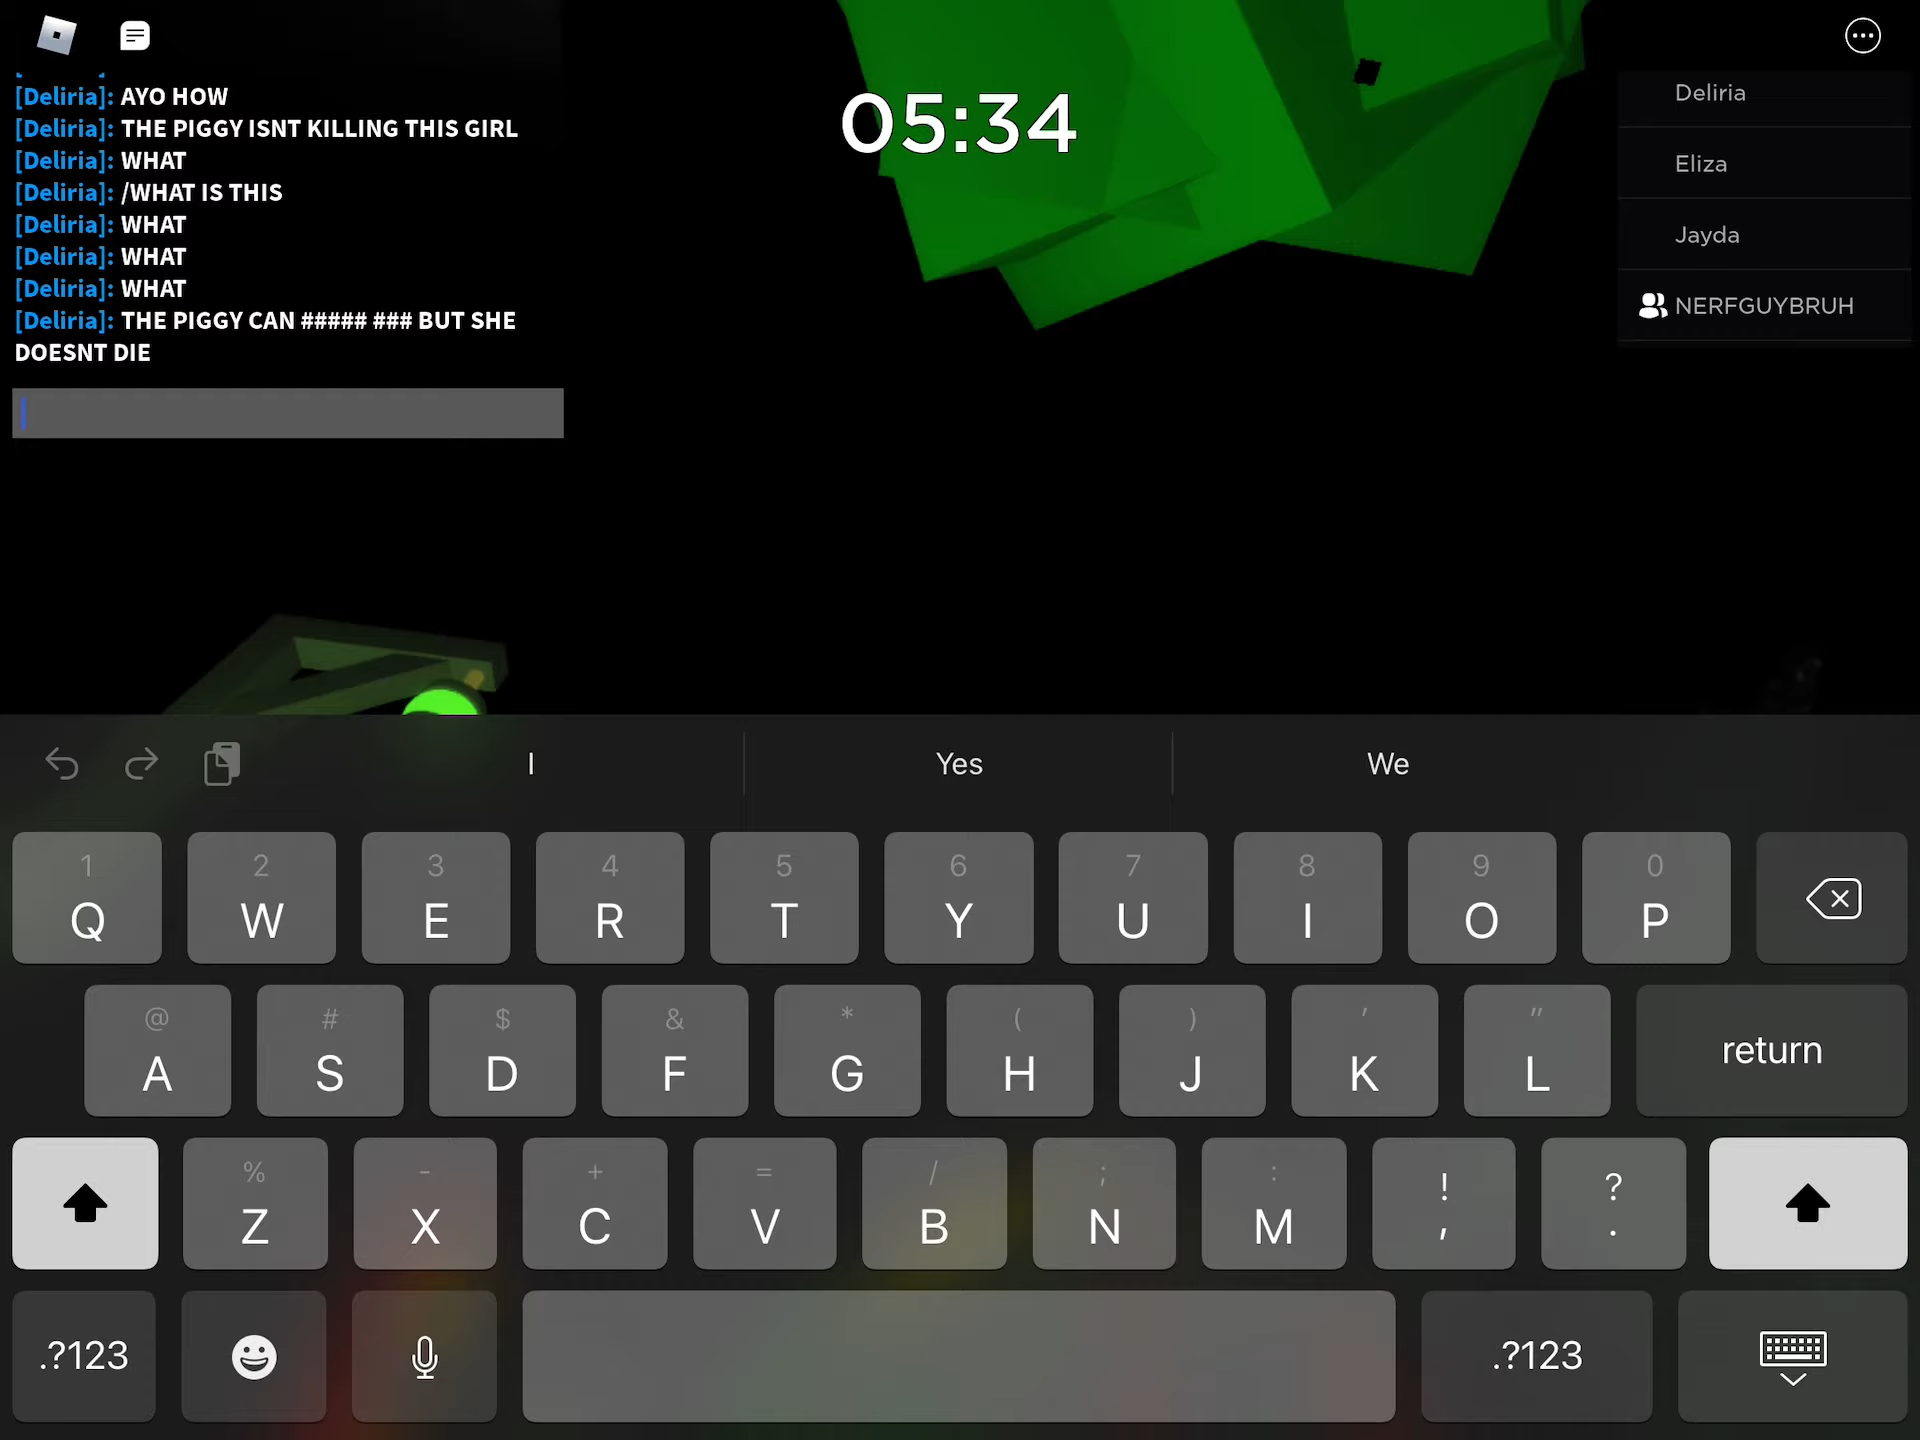 [Deliria]: AYO HOW
[Deliria]: THE PIGGY ISNT KILLING THIS GIRL
[Deliria]: WHAT
[Deliria]: /WHAT IS THIS
[Deliria]: WHAT
[Deliria]: WHAT
[Deliria]: WHAT
[Deliria]: THE PIGGY CAN ##### ### BUT SHE
DOESNT DIE
05:34
Deliria
Eliza
Jayda
NERFGUYBRUH
I Yes We
1 2 3 4 5 6 7 8 9 0
Q W E R T Y U I O P
@ # $ & * ( ) ' "
A S D F G H J K L return
% - + = / ; : ! ?
Z X C V B N M , .
.?123 .?123